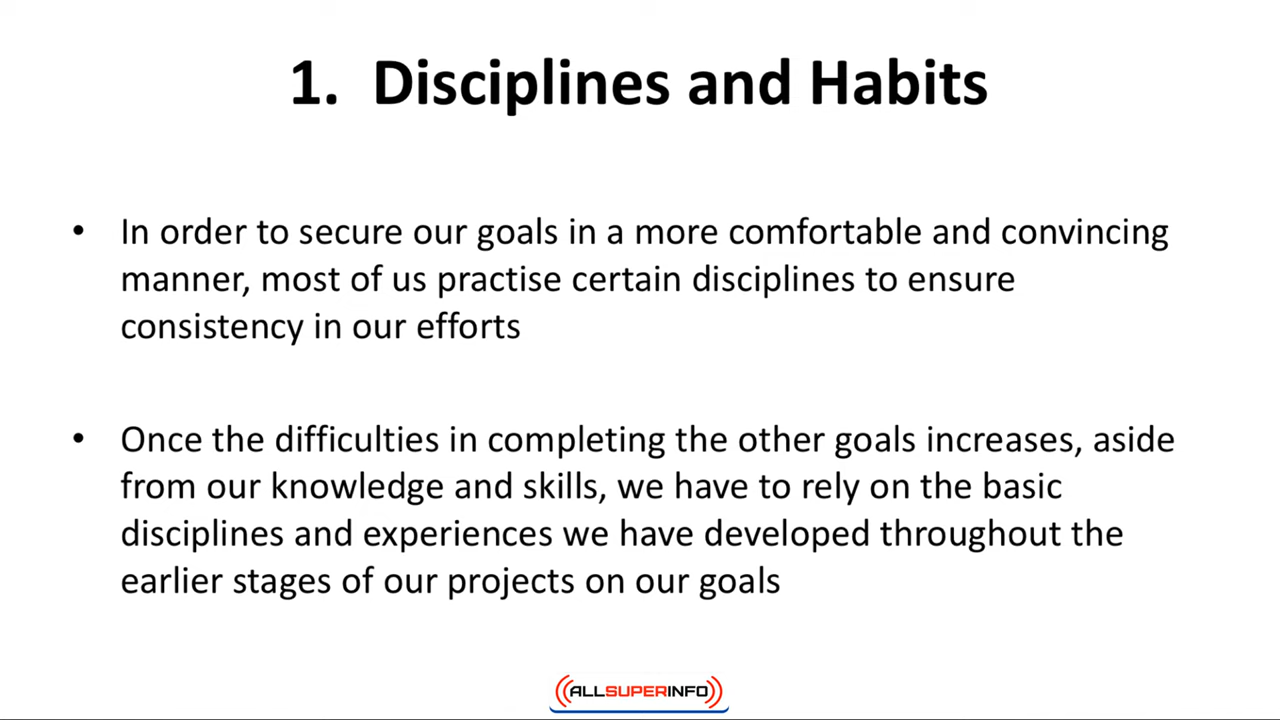 1. Disciplines and Habits
• In order to secure our goals in a more comfortable and convincing
manner, most of us practise certain disciplines to ensure
consistency in our efforts
• Once the difficulties in completing the other goals increases, aside
from our knowledge and skills, we have to rely on the basic
disciplines and experiences we have developed throughout the
earlier stages of our projects on our goals
ALLSUPERINFO